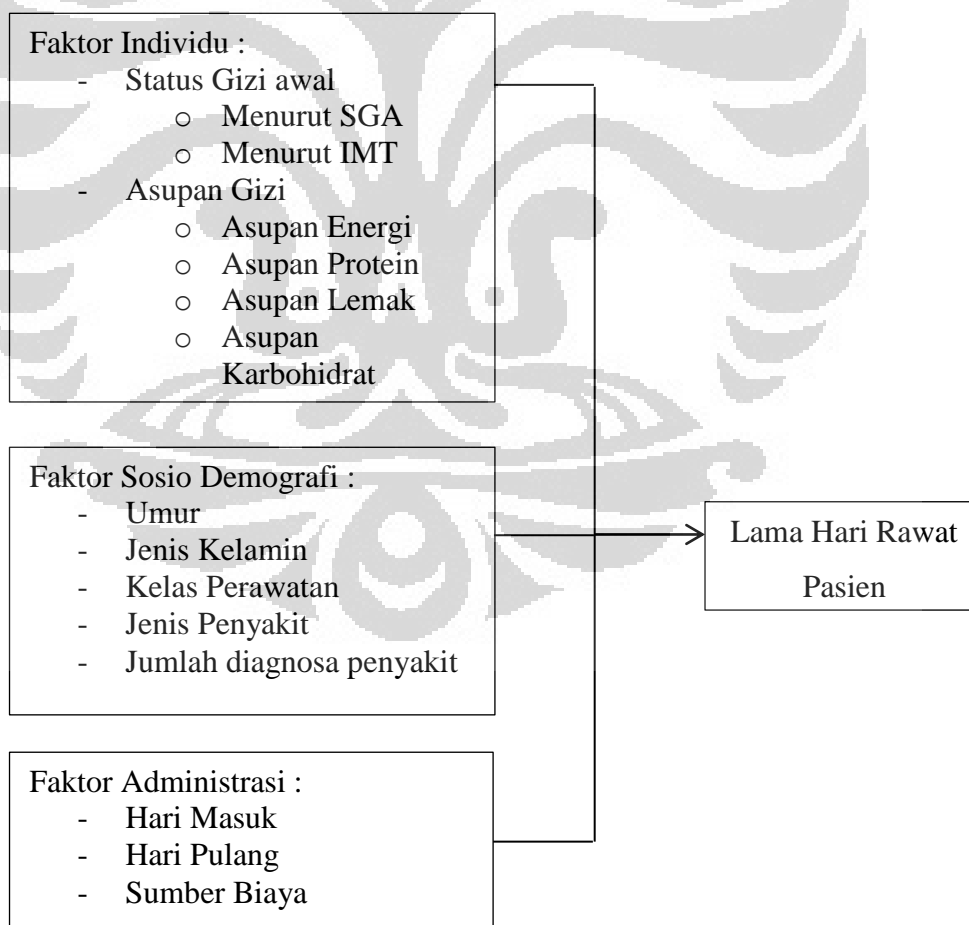 Faktor Individu :
- Status Gizi awal
o Menurut SGA
o Menurut IMT
- Asupan Gizi
o Asupan Energi
o Asupan Protein
o Asupan Lemak
o Asupan
Karbohidrat
Faktor Sosio Demografi :
- Umur
- Jenis Kelamin
- Kelas Perawatan
- Jenis Penyakit
- Jumlah diagnosa penyakit
Lama Hari Rawat
Pasien
Faktor Administrasi :
- Hari Masuk
- Hari Pulang
- Sumber Biaya